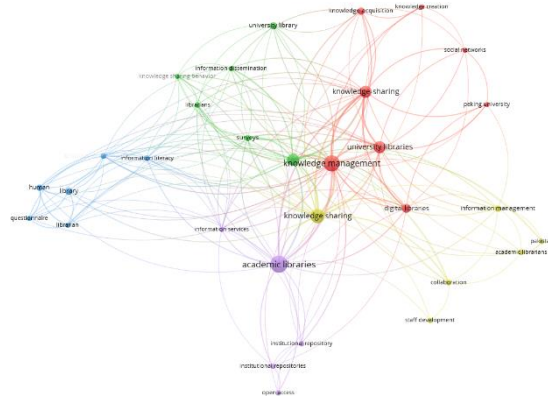 knowledge creation
knowledge acquisition
university library
social networks
information dissemination
knowledge sharing behavior
knowledge-sharing
librarians
peking university
surveys
university libraries
information literacy
knowledge management
human
library
information management
digital libraries
questionnaire
knowledge sharing
librarian
information services
academic librarians
academic libraries
collaboration
staff development
institutional repository
institutional repositories
open access